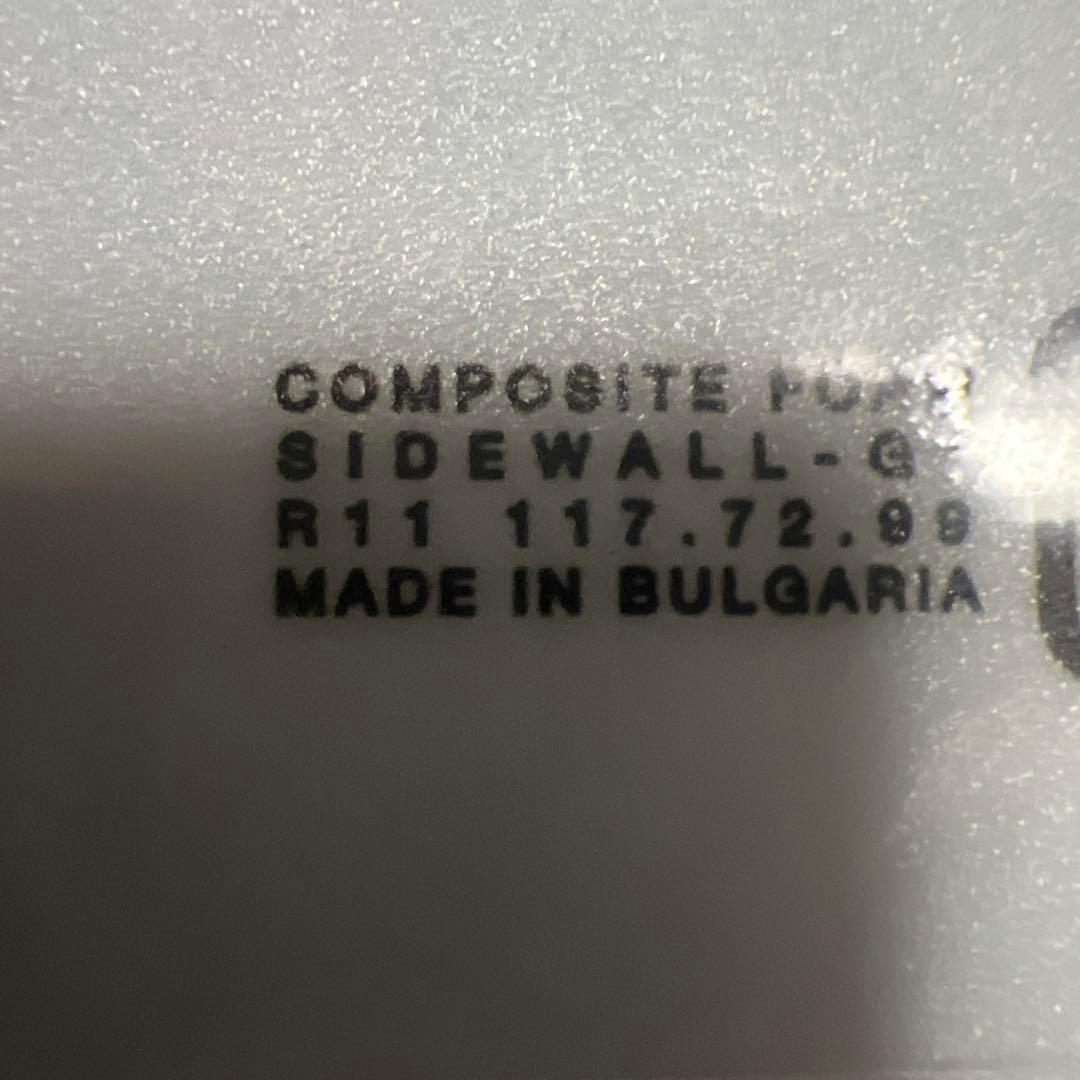 COMPOSITE
SIDEWALL-G
R11 117.72.99
MADE IN BULGARIA